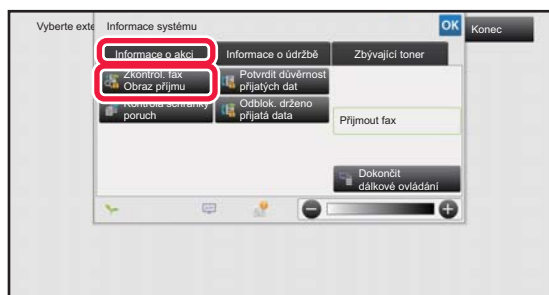 Vyberte exte
Informace systému
OK
Konec
Informace o akci
Informace o údržbě
Zbývající toner
Zkontrol. fax
Obraz příjmu
Potvrdit důvěrnost
přijatých dat
Kontrola schránky
poruch
Odblok. drženo
přijatá data
Přijmout fax
Dokončit
dálkové ovládání